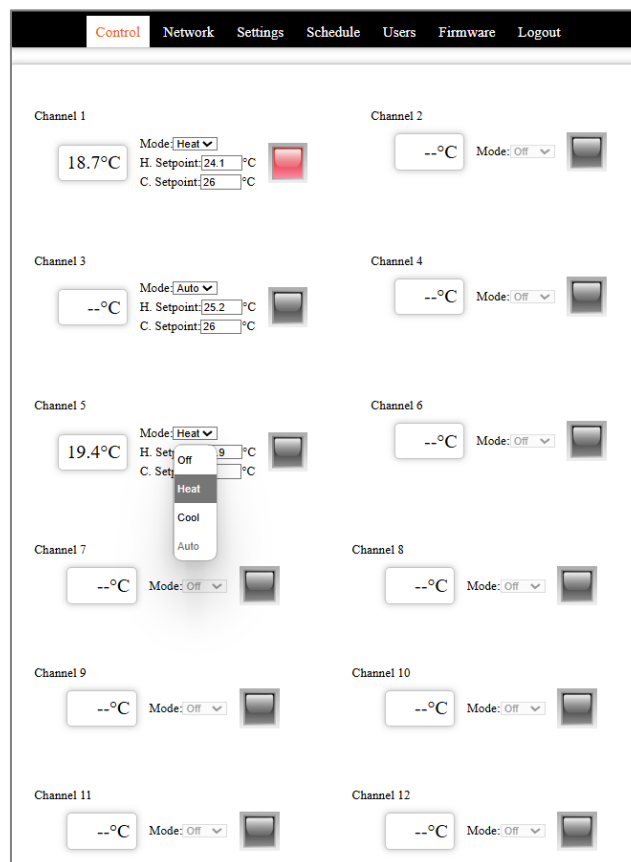 Control Network Settings Schedule Users Firmware Logout
Channel 1
18.7°C
Mode: Heat
H. Setpoint: 24.1 °C
C. Setpoint: 26 °C
Channel 2
--°C
Mode: Off
Channel 3
--°C
Mode: Auto
H. Setpoint: 25.2 °C
C. Setpoint: 26 °C
Channel 4
--°C
Mode: Off
Channel 5
19.4°C
Mode: Heat
H. Set 9 °C
C. Set °C
Off
Heat
Cool
Auto
Channel 6
--°C
Mode: Off
Channel 7
--°C
Mode: Off
Channel 8
--°C
Mode: Off
Channel 9
--°C
Mode: Off
Channel 10
--°C
Mode: Off
Channel 11
--°C
Mode: Off
Channel 12
--°C
Mode: Off